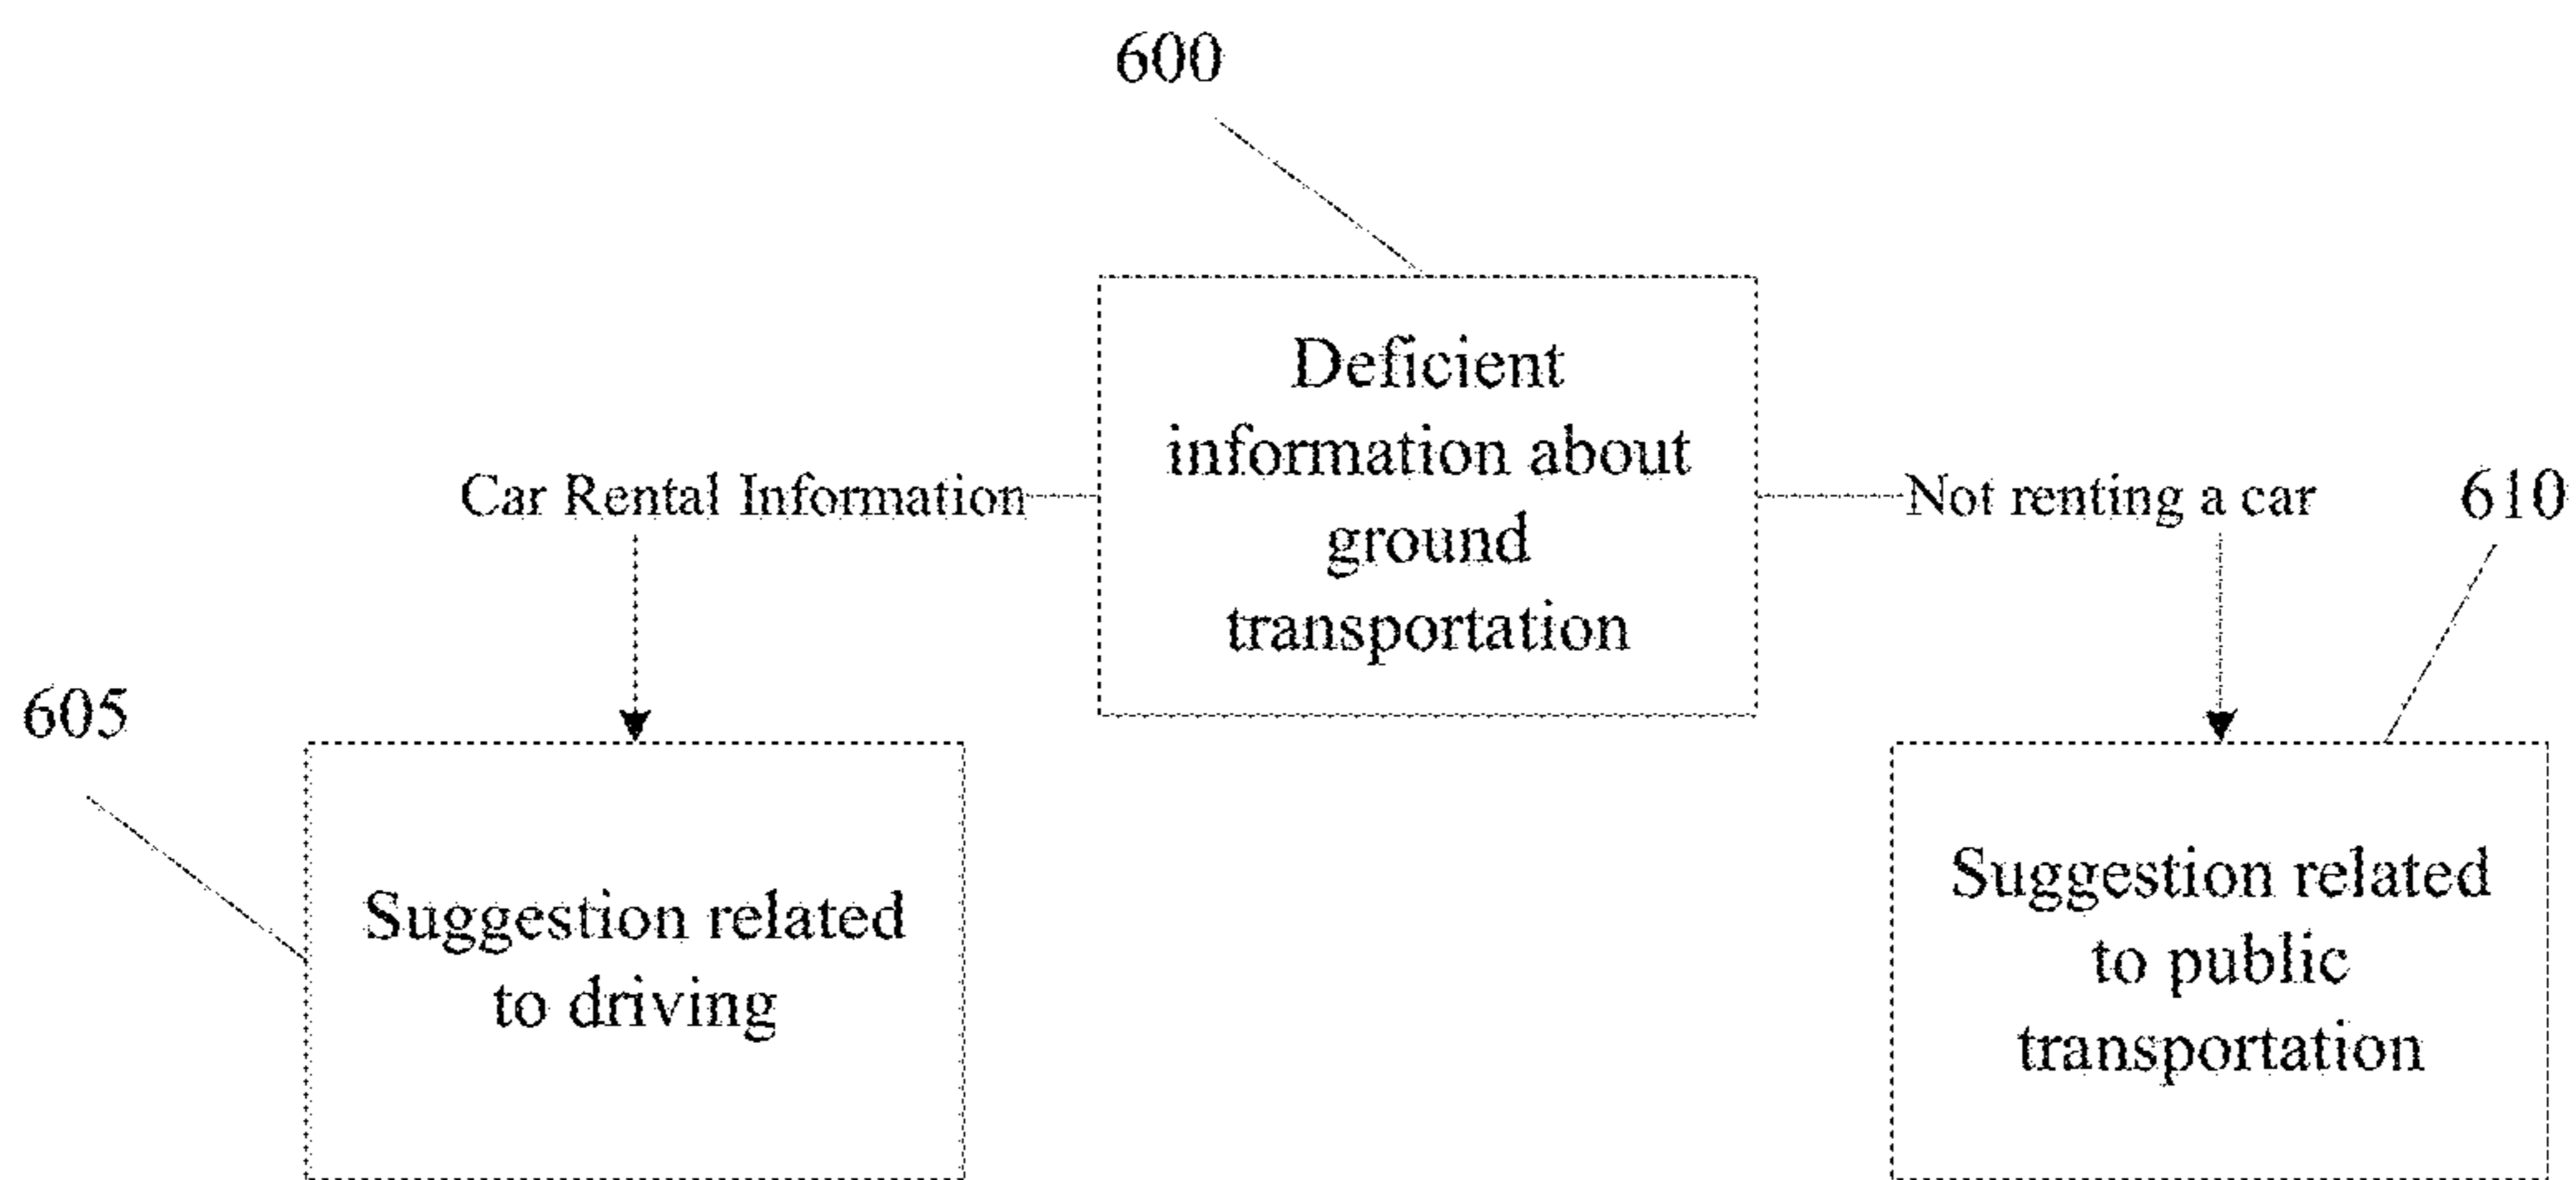 600
Deficient
information about
ground
transportation
Car Rental Information
Not renting a car
610
605
Suggestion related
to driving
Suggestion related
to public
transportation